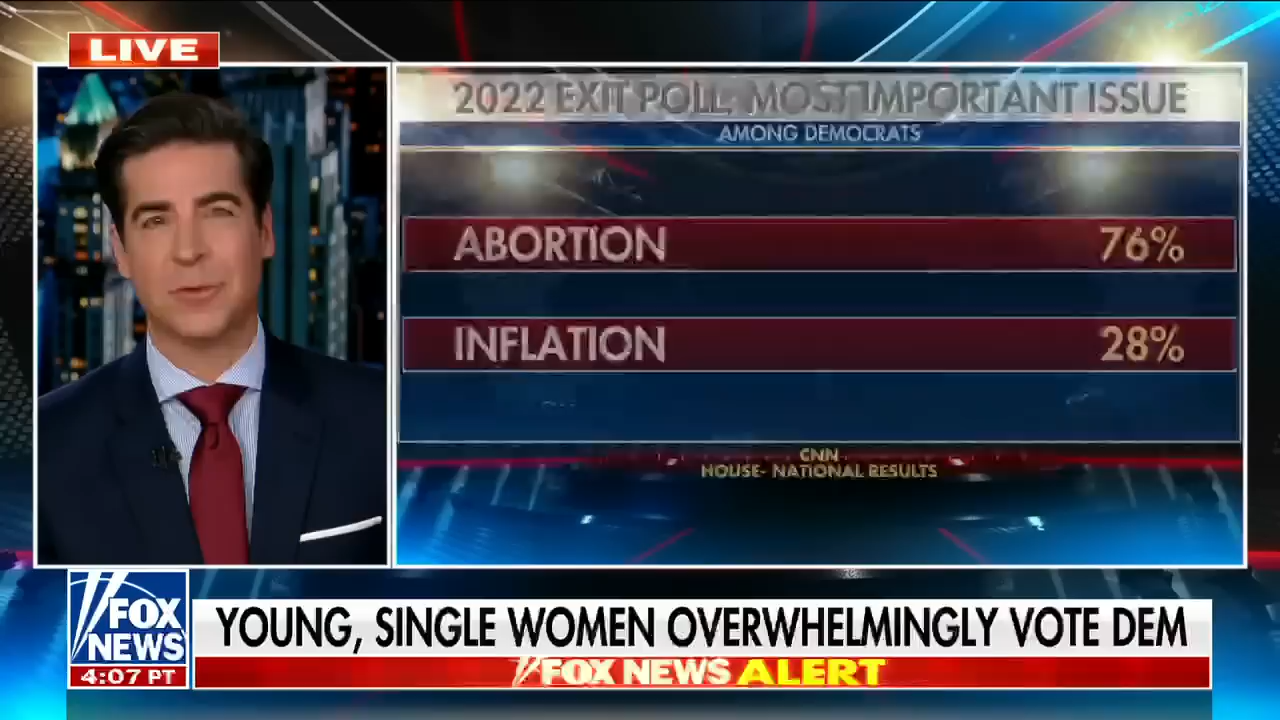 LIVE
2022 EXIT POLL: MOST IMPORTANT ISSUE
AMONG DEMOCRATS
ABORTION 76%
INFLATION 28%
CNN
HOUSE- NATIONAL RESULTS
FOX
NEWS
4:07 PT
YOUNG, SINGLE WOMEN OVERWHELMINGLY VOTE DEM
FOX NEWS ALERT